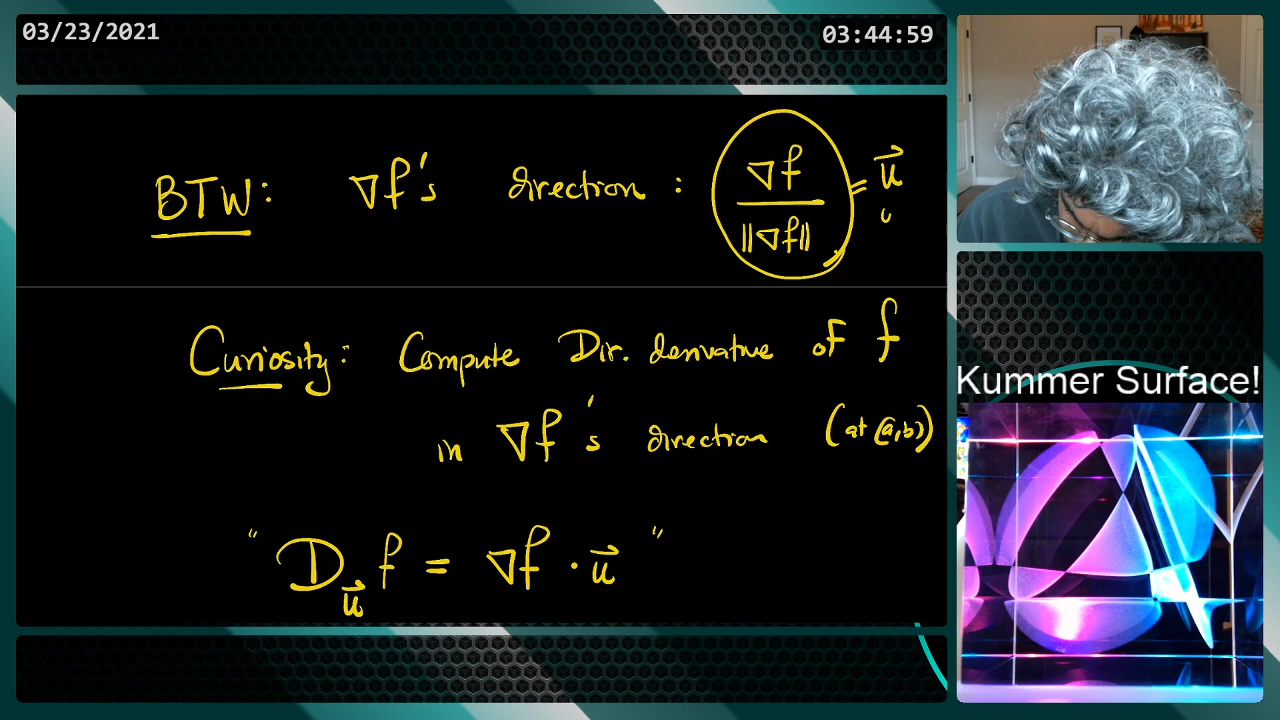 03/23/2021
03:44:59
BTW: ∇f's direction : ∇f / ||∇f|| = u⃗
Curiosity: Compute Dir. derivative of f
in ∇f's direction (at (a,b))
" D_u⃗ f = ∇f · u⃗ "
Kummer Surface!